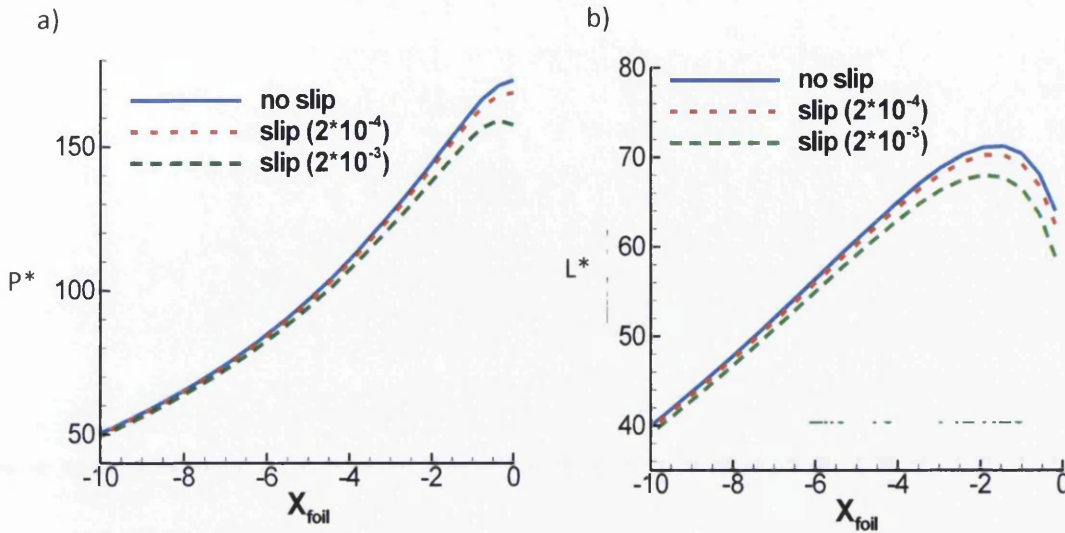 a)
no slip
slip (2*10⁻⁴)
slip (2*10⁻³)
150
100
50
P*
-10
-8
-6
-4
-2
0
X_foil
b)
80
70
60
50
40
no slip
slip (2*10⁻⁴)
slip (2*10⁻³)
L*
-10
-8
-6
-4
-2
0
X_foil